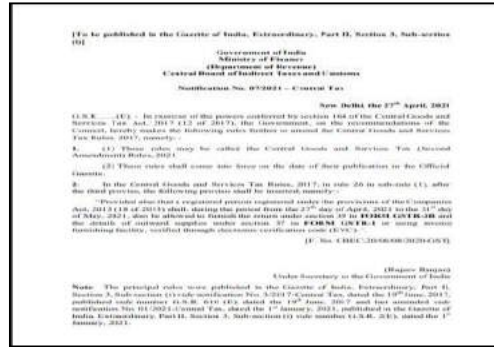 [To be published in the Gazette of India, Extraordinary, Part II, Section 3, Sub-section
(i)]
Government of India
Ministry of Finance
(Department of Revenue)
Central Board of Indirect Taxes and Customs
Notification No. 07/2021 – Central Tax
New Delhi, the 27th April, 2021
G.S.R.....(E). - In exercise of the powers conferred by section 164 of the Central Goods and
Services Tax Act, 2017 (12 of 2017), the Government, on the recommendations of the
Council, hereby makes the following rules further to amend the Central Goods and Services
Tax Rules, 2017, namely: -
1. (1) These rules may be called the Central Goods and Services Tax (Second
Amendment) Rules, 2021.
(2) These rules shall come into force on the date of their publication in the Official
Gazette.
2. In the Central Goods and Services Tax Rules, 2017, in rule 26 in sub-rule (1), after
the third proviso, the following proviso shall be inserted, namely: -
"Provided also that a registered person registered under the provisions of the Companies
Act, 2013 (18 of 2013) shall, during the period from the 27th day of April, 2021 to the 31st day
of May, 2021, also be allowed to furnish the return under section 39 in FORM GSTR-3B and
the details of outward supplies under section 37 in FORM GSTR-1 or using invoice
furnishing facility, verified through electronic verification code (EVC)."
[F. No. CBEC-20/06/08/2020-GST]
(Rajeev Ranjan)
Under Secretary to the Government of India
Note: The principal rules were published in the Gazette of India, Extraordinary, Part II,
Section 3, Sub-section (i) vide notification No. 3/2017-Central Tax, dated the 19th June, 2017,
published vide number G.S.R. 610 (E), dated the 19th June, 2017 and last amended vide
notification No. 01/2021-Central Tax, dated the 1st January, 2021, published in the Gazette of
India, Extraordinary, Part II, Section 3, Sub-section (i) vide number G.S.R. 2(E), dated the 1st
January, 2021.